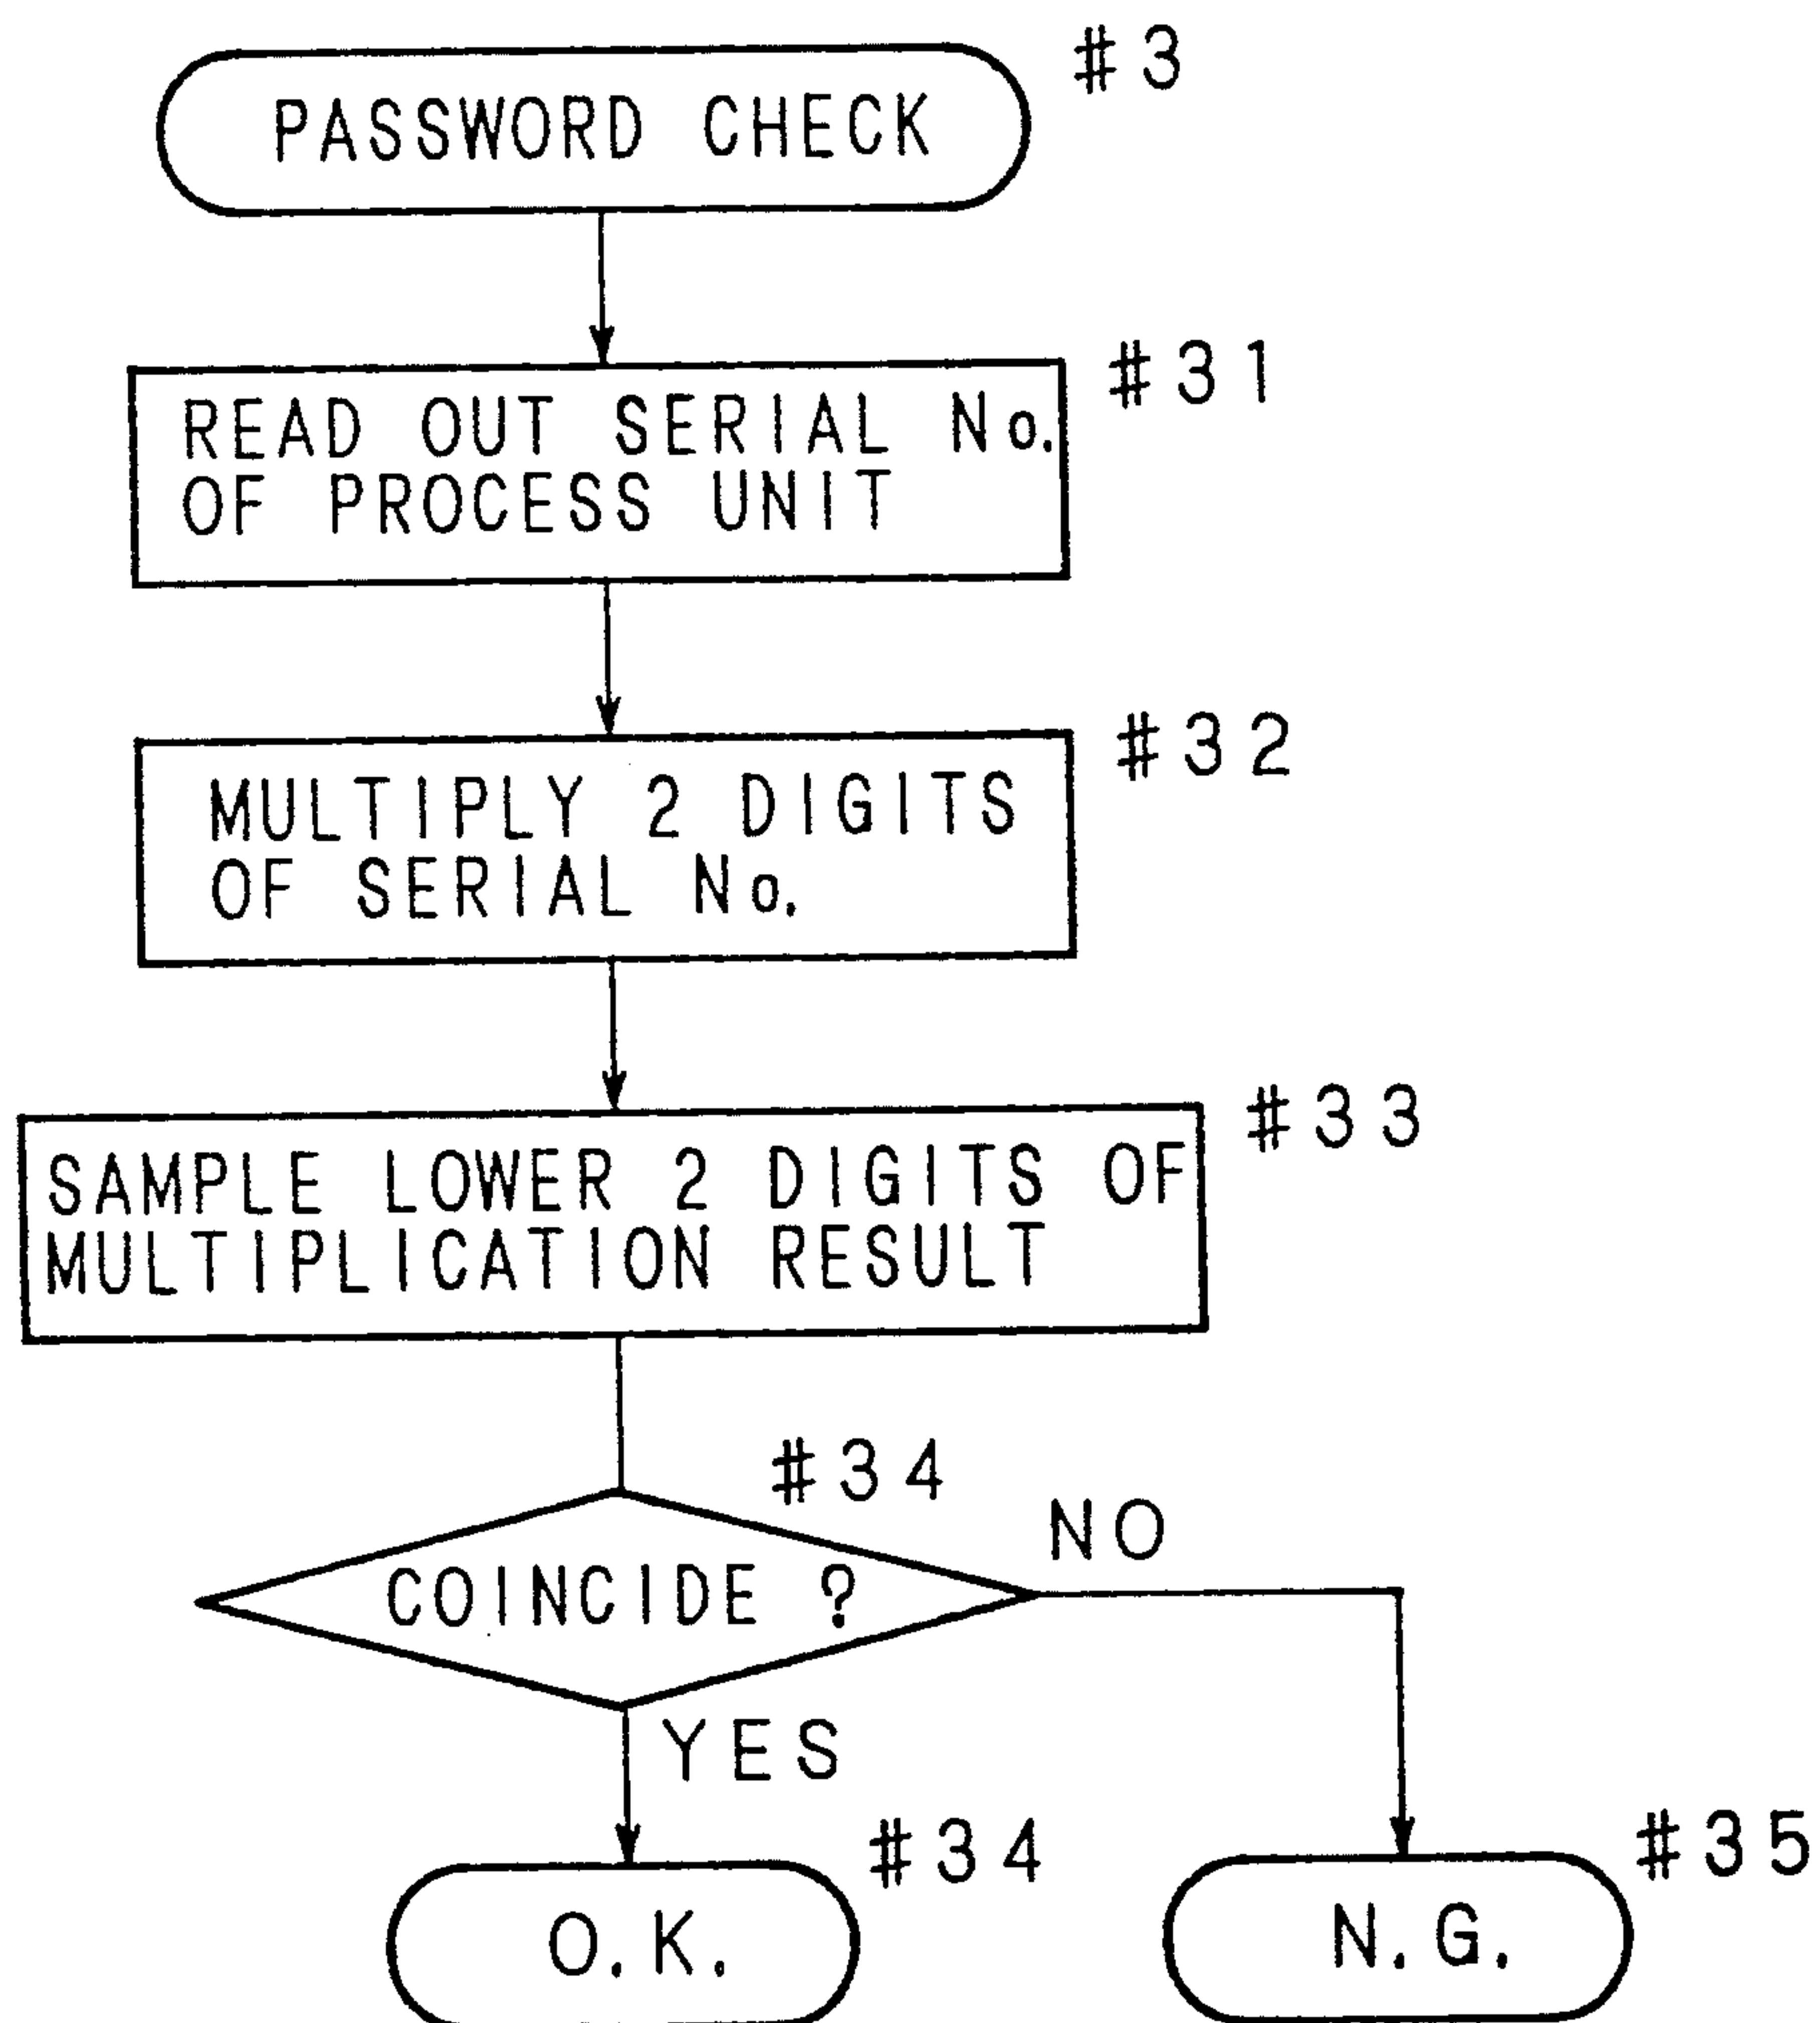 #3
PASSWORD CHECK
#31
READ OUT SERIAL No.
OF PROCESS UNIT
#32
MULTIPLY 2 DIGITS
OF SERIAL No.
#33
SAMPLE LOWER 2 DIGITS OF
MULTIPLICATION RESULT
#34
NO
COINCIDE ?
YES
#34
#35
O.K.
N.G.